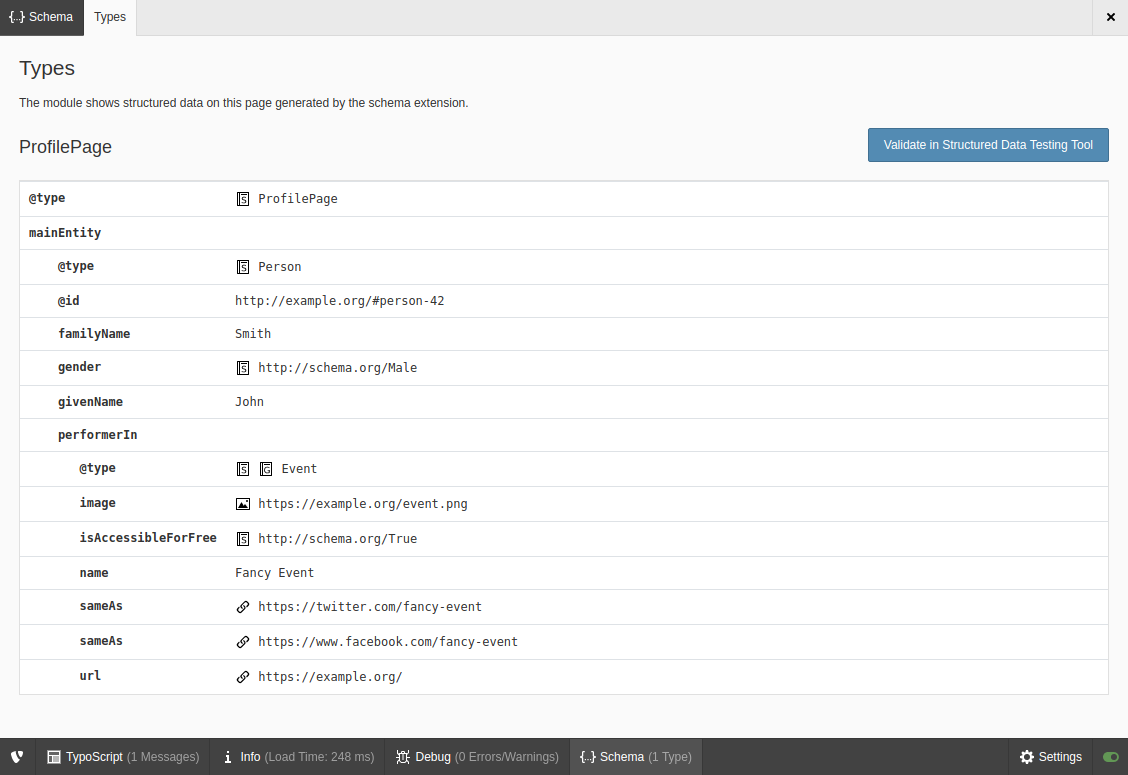 {...} Schema Types ×
Types
The module shows structured data on this page generated by the schema extension.
ProfilePage Validate in Structured Data Testing Tool
@type S ProfilePage
mainEntity
@type S Person
@id http://example.org/#person-42
familyName Smith
gender S http://schema.org/Male
givenName John
performerIn
@type S G Event
image https://example.org/event.png
isAccessibleForFree S http://schema.org/True
name Fancy Event
sameAs https://twitter.com/fancy-event
sameAs https://www.facebook.com/fancy-event
url https://example.org/
TypoScript (1 Messages) i Info (Load Time: 248 ms) Debug (0 Errors/Warnings) {...} Schema (1 Type) Settings